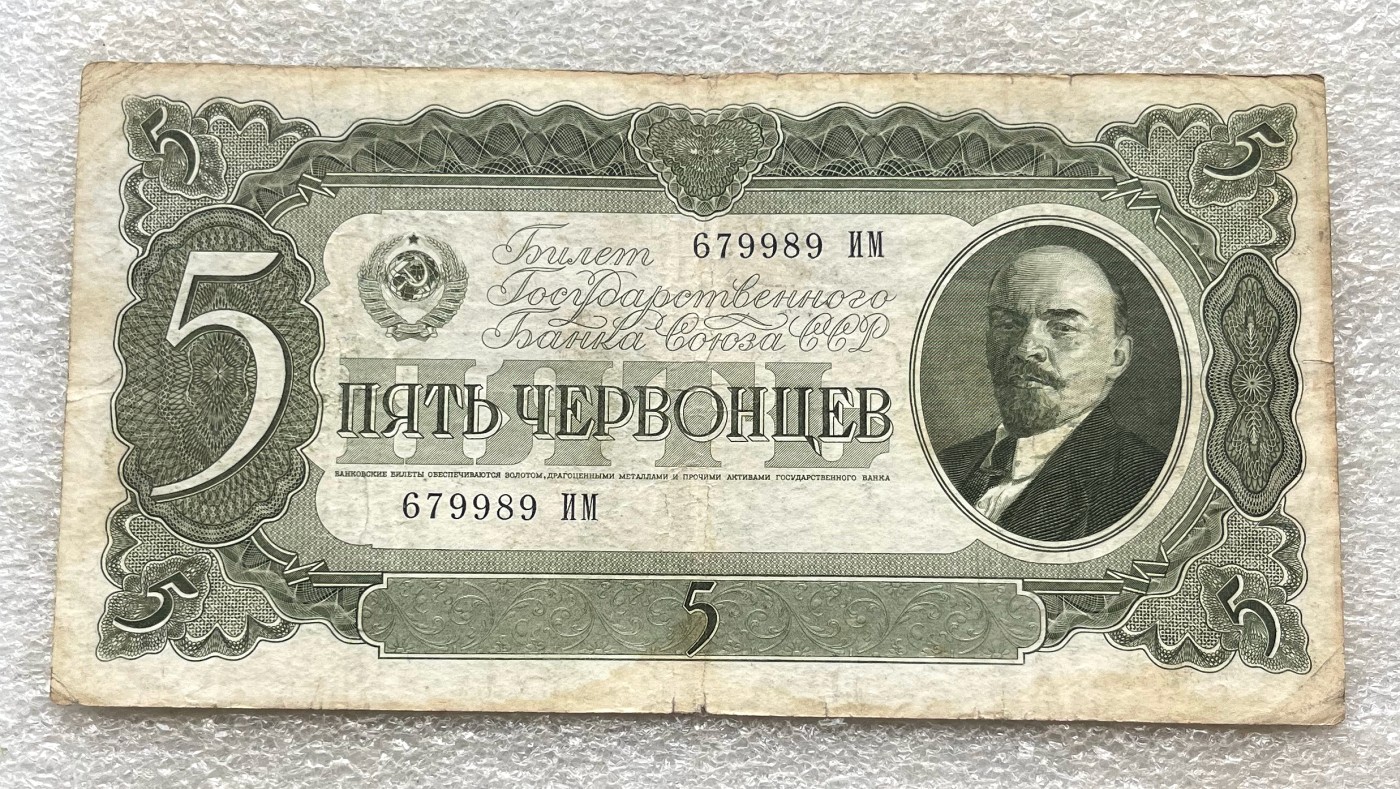 5 5
Билет 679989 ИМ
Государственного
Банка Союза ССР
5
ПЯТЬ
ПЯТЬ ЧЕРВОНЦЕВ
БАНКОВСКИЕ БИЛЕТЫ ОБЕСПЕЧИВАЮТСЯ ЗОЛОТОМ, ДРАГОЦЕННЫМИ МЕТАЛЛАМИ И ПРОЧИМИ АКТИВАМИ ГОСУДАРСТВЕННОГО БАНКА
679989 ИМ
5 5 5